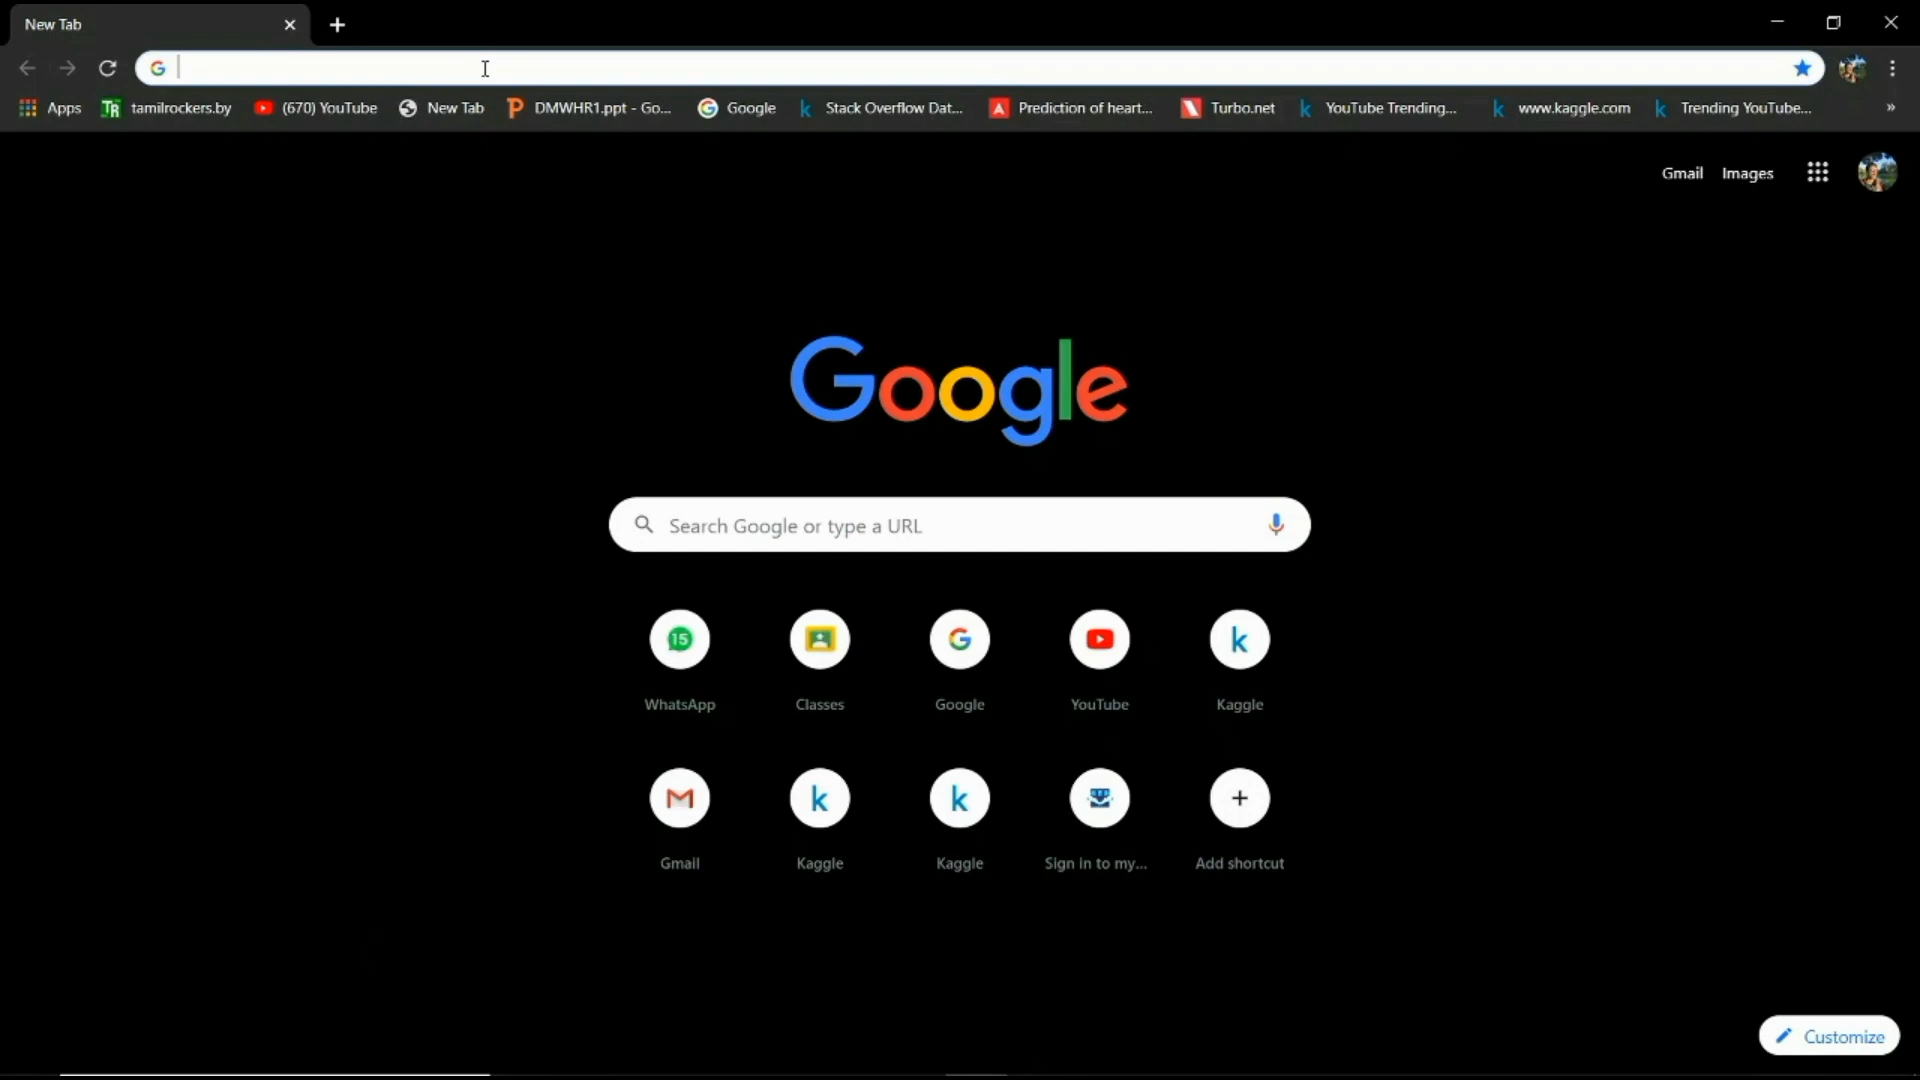 New Tab
Apps tamilrockers.by (670) YouTube New Tab DMWHR1.ppt - Go... Google Stack Overflow Dat... Prediction of heart... Turbo.net YouTube Trending... www.kaggle.com Trending YouTube... »
Gmail Images
Google
Search Google or type a URL
15
WhatsApp Classes Google YouTube Kaggle
Gmail Kaggle Kaggle Sign in to my... Add shortcut
Customize